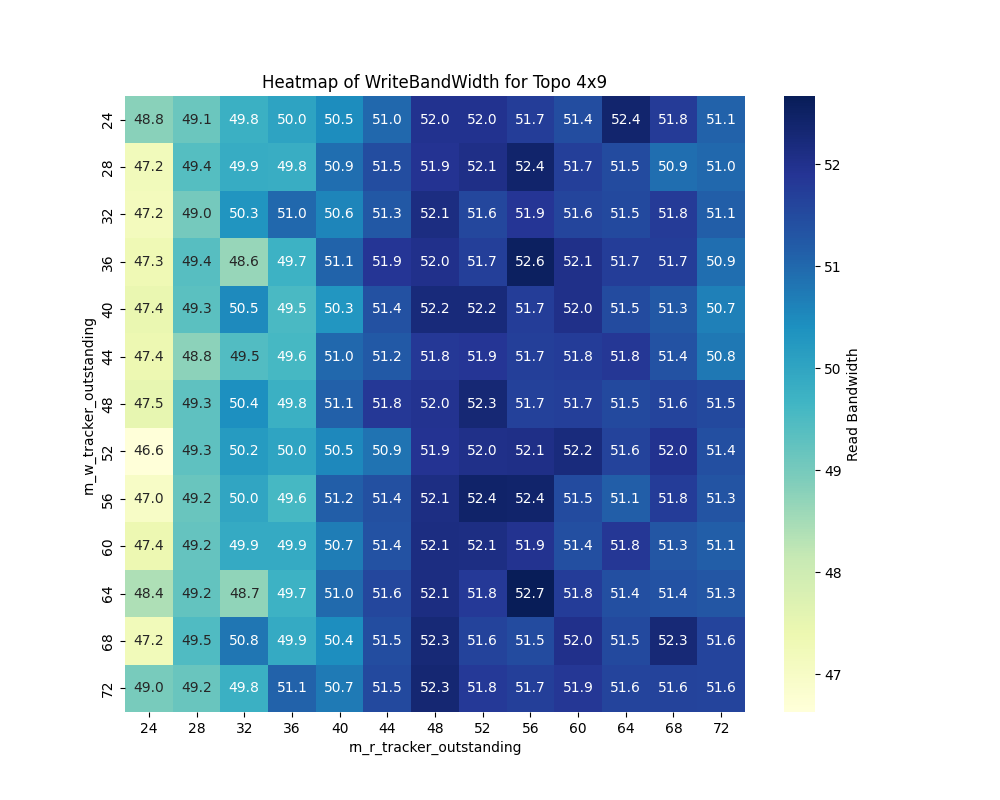 Heatmap of WriteBandWidth for Topo 4x9
24 48.8 49.1 49.8 50.0 50.5 51.0 52.0 52.0 51.7 51.4 52.4 51.8 51.1
28 47.2 49.4 49.9 49.8 50.9 51.5 51.9 52.1 52.4 51.7 51.5 50.9 51.0
32 47.2 49.0 50.3 51.0 50.6 51.3 52.1 51.6 51.9 51.6 51.5 51.8 51.1
36 47.3 49.4 48.6 49.7 51.1 51.9 52.0 51.7 52.6 52.1 51.7 51.7 50.9
40 47.4 49.3 50.5 49.5 50.3 51.4 52.2 52.2 51.7 52.0 51.5 51.3 50.7
44 47.4 48.8 49.5 49.6 51.0 51.2 51.8 51.9 51.7 51.8 51.8 51.4 50.8
48 47.5 49.3 50.4 49.8 51.1 51.8 52.0 52.3 51.7 51.7 51.5 51.6 51.5
52 46.6 49.3 50.2 50.0 50.5 50.9 51.9 52.0 52.1 52.2 51.6 52.0 51.4
56 47.0 49.2 50.0 49.6 51.2 51.4 52.1 52.4 52.4 51.5 51.1 51.8 51.3
60 47.4 49.2 49.9 49.9 50.7 51.4 52.1 52.1 51.9 51.4 51.8 51.3 51.1
64 48.4 49.2 48.7 49.7 51.0 51.6 52.1 51.8 52.7 51.8 51.4 51.4 51.3
68 47.2 49.5 50.8 49.9 50.4 51.5 52.3 51.6 51.5 52.0 51.5 52.3 51.6
72 49.0 49.2 49.8 51.1 50.7 51.5 52.3 51.8 51.7 51.9 51.6 51.6 51.6
24 28 32 36 40 44 48 52 56 60 64 68 72
rn_r_tracker_outstanding
rn_w_tracker_outstanding
52
51
50
49
48
47
Read Bandwidth